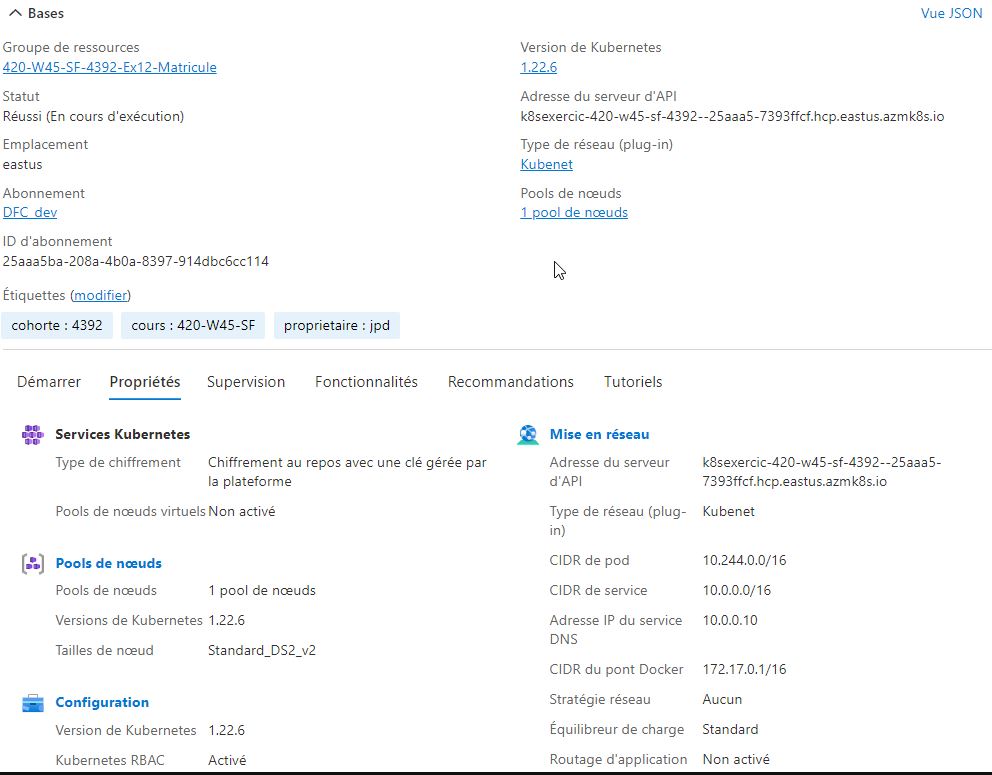 Bases
Vue JSON
Groupe de ressources
420-W45-SF-4392-Ex12-Matricule
Statut
Réussi (En cours d'exécution)
Emplacement
eastus
Abonnement
DFC_dev
ID d'abonnement
25aaa5ba-208a-4b0a-8397-914dbc6cc114
Version de Kubernetes
1.22.6
Adresse du serveur d'API
k8sexercic-420-w45-sf-4392--25aaa5-7393ffcf.hcp.eastus.azmk8s.io
Type de réseau (plug-in)
Kubenet
Pools de nœuds
1 pool de nœuds
Étiquettes (modifier)
cohorte : 4392 cours : 420-W45-SF proprietaire : jpd
Démarrer Propriétés Supervision Fonctionnalités Recommandations Tutoriels
Services Kubernetes
Type de chiffrement Chiffrement au repos avec une clé gérée par
la plateforme
Pools de nœuds virtuels Non activé
Pools de nœuds
Pools de nœuds 1 pool de nœuds
Versions de Kubernetes 1.22.6
Tailles de nœud Standard_DS2_v2
Configuration
Version de Kubernetes 1.22.6
Kubernetes RBAC Activé
Mise en réseau
Adresse du serveur k8sexercic-420-w45-sf-4392--25aaa5-
d'API 7393ffcf.hcp.eastus.azmk8s.io
Type de réseau (plug- Kubenet
in)
CIDR de pod 10.244.0.0/16
CIDR de service 10.0.0.0/16
Adresse IP du service 10.0.0.10
DNS
CIDR du pont Docker 172.17.0.1/16
Stratégie réseau Aucun
Équilibreur de charge Standard
Routage d'application Non activé